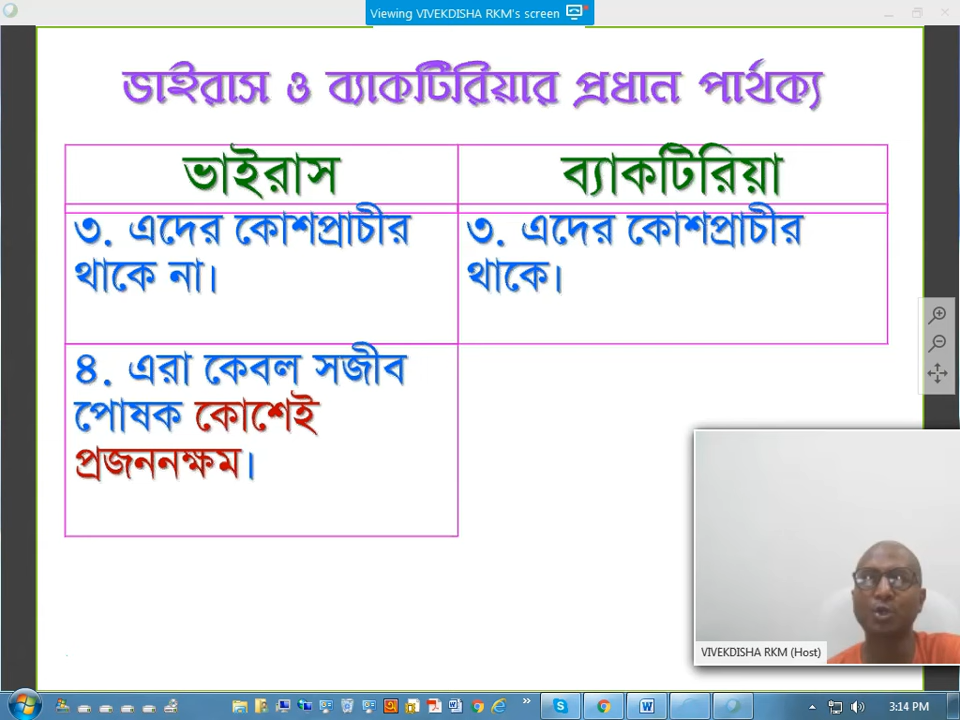 Viewing VIVEKDISHA RKM's screen
ভাইরাস ও ব্যাকটিরিয়ার প্রধান পার্থক্য
ভাইরাস
ব্যাকটিরিয়া
৩. এদের কোশপ্রাচীর
থাকে না।
৩. এদের কোশপ্রাচীর
থাকে।
৪. এরা কেবল সজীব
পোষক কোশেই
প্রজননক্ষম।
VIVEKDISHA RKM (Host)
3:14 PM